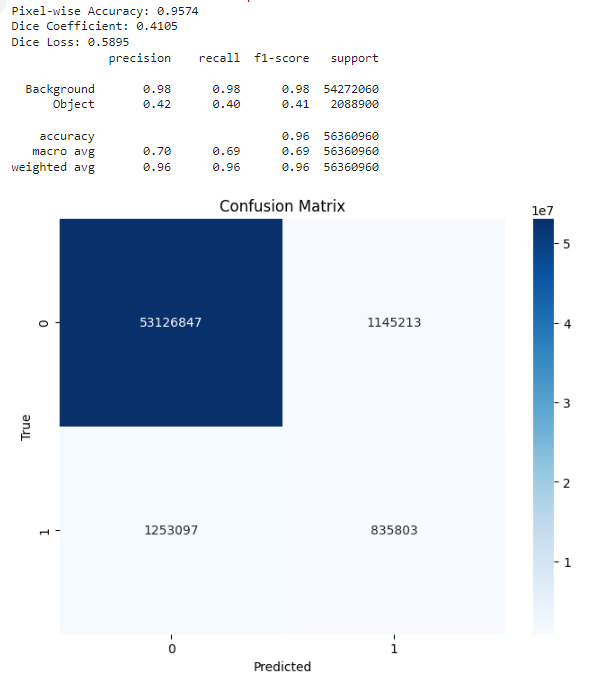 Pixel-wise Accuracy: 0.9574
Dice Coefficient: 0.4105
Dice Loss: 0.5895
precision recall f1-score support
Background 0.98 0.98 0.98 54272060
Object 0.42 0.40 0.41 2088900
accuracy 0.96 56360960
macro avg 0.70 0.69 0.69 56360960
weighted avg 0.96 0.96 0.96 56360960
Confusion Matrix
1e7
5
0 53126847 1145213
4
3
True
2
1 1253097 835803
1
0 1
Predicted